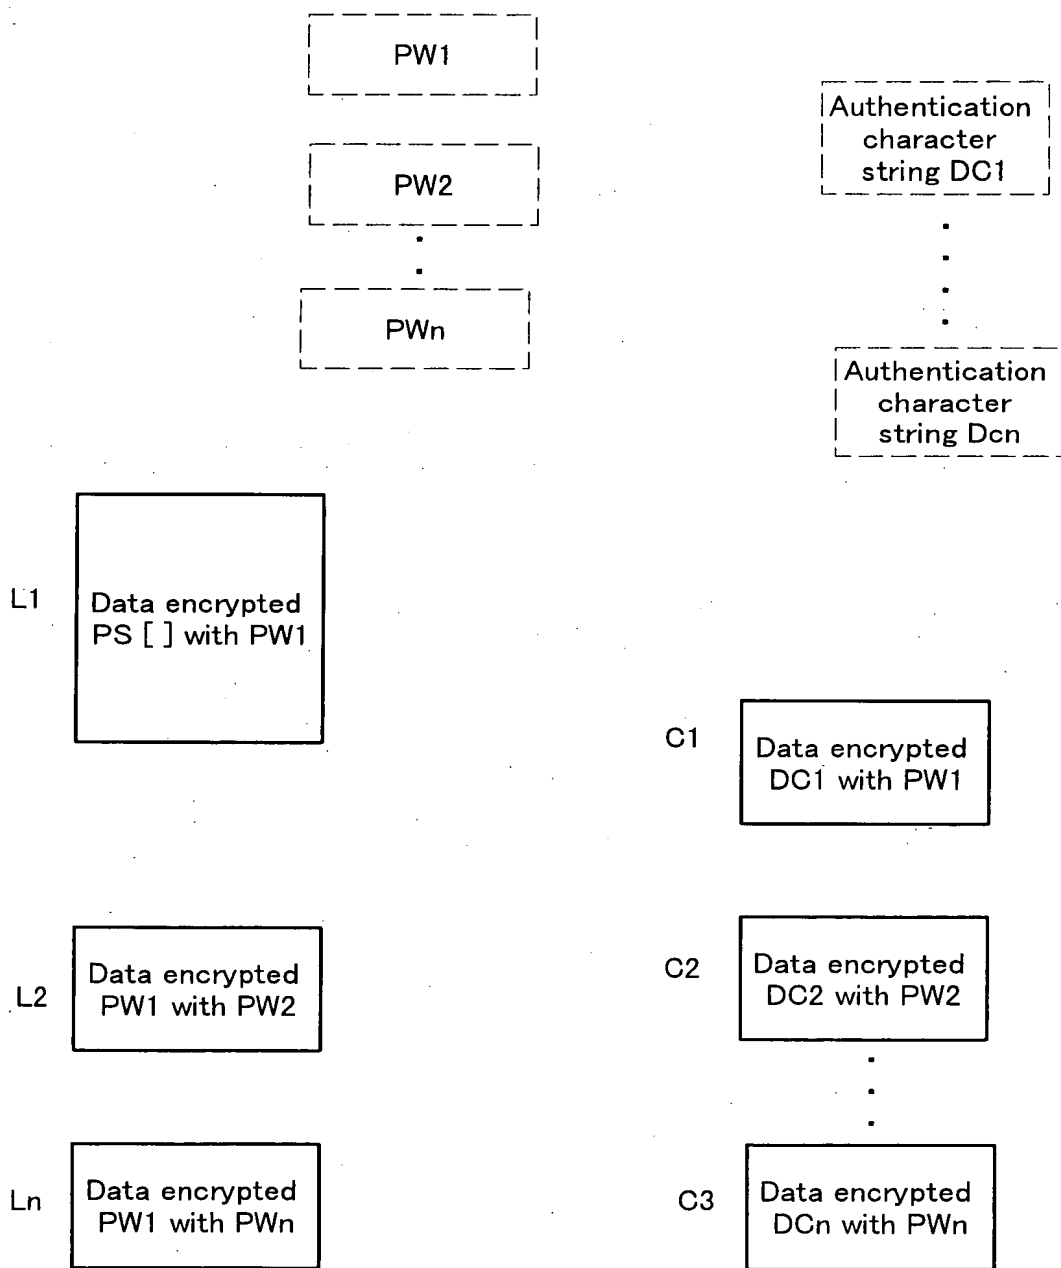 PW1
PW2
PWn
Authentication
character
string DC1
Authentication
character
string Dcn
L1
Data encrypted
PS [ ] with PW1
C1
Data encrypted
DC1 with PW1
L2
Data encrypted
PW1 with PW2
C2
Data encrypted
DC2 with PW2
Ln
Data encrypted
PW1 with PWn
C3
Data encrypted
DCn with PWn